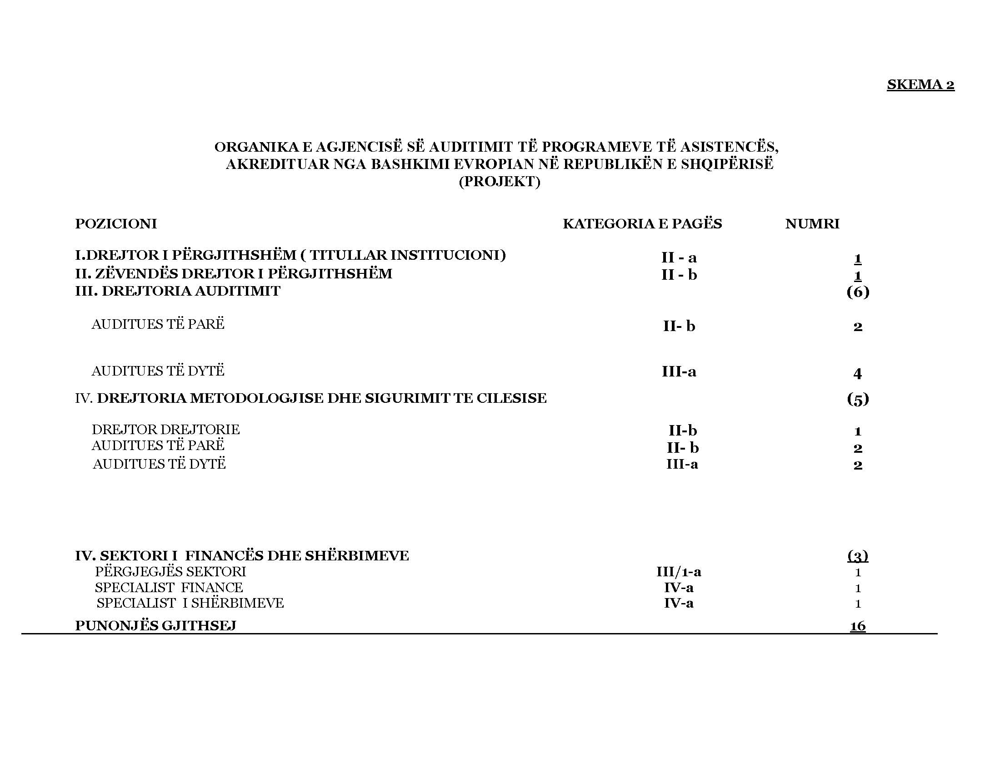 SKEMA 2
ORGANIKA E AGJENCISË SË AUDITIMIT TË PROGRAMEVE TË ASISTENCËS,
AKREDITUAR NGA BASHKIMI EVROPIAN NË REPUBLIKËN E SHQIPËRISË
(PROJEKT)
POZICIONI KATEGORIA E PAGËS NUMRI
I.DREJTOR I PËRGJITHSHËM ( TITULLAR INSTITUCIONI) II - a 1
II. ZËVENDËS DREJTOR I PËRGJITHSHËM II - b 1
III. DREJTORIA AUDITIMIT (6)
AUDITUES TË PARË II- b 2
AUDITUES TË DYTË III-a 4
IV. DREJTORIA METODOLOGJISE DHE SIGURIMIT TE CILESISE (5)
DREJTOR DREJTORIE II-b 1
AUDITUES TË PARË II- b 2
AUDITUES TË DYTË III-a 2
IV. SEKTORI I FINANCËS DHE SHËRBIMEVE (3)
PËRGJEGJËS SEKTORI III/1-a 1
SPECIALIST FINANCE IV-a 1
SPECIALIST I SHËRBIMEVE IV-a 1
PUNONJËS GJITHSEJ 16